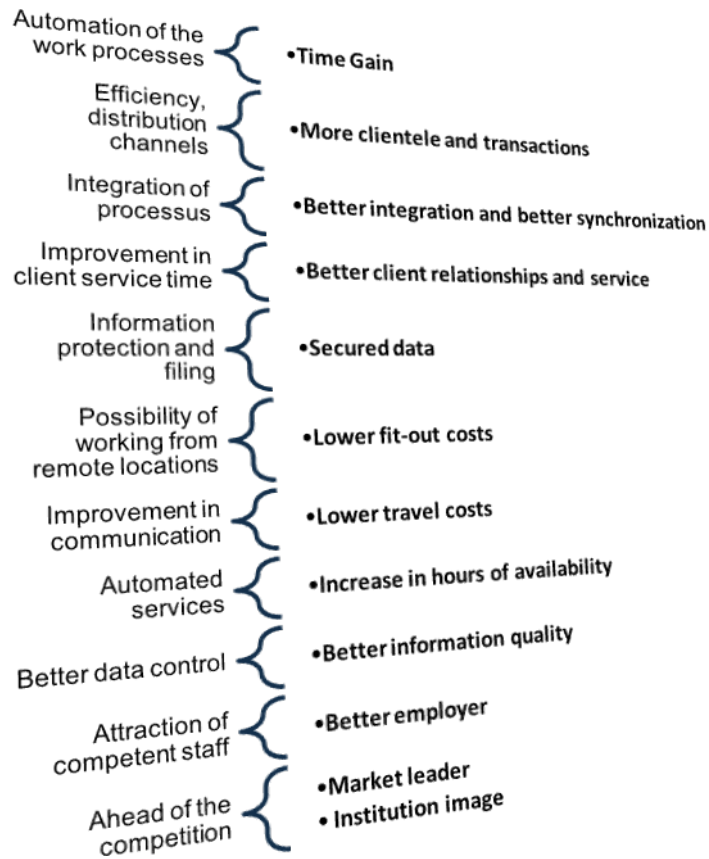 Automation of the
work processes
•Time Gain
Efficiency,
distribution
channels
•More clientele and transactions
Integration of
processus
•Better integration and better synchronization
Improvement in
client service time
•Better client relationships and service
Information
protection and
filing
•Secured data
Possibility of
working from
remote locations
•Lower fit-out costs
Improvement in
communication
•Lower travel costs
Automated
services
•Increase in hours of availability
Better data control
•Better information quality
Attraction of
competent staff
•Better employer
Ahead of the
competition
•Market leader
• Institution image